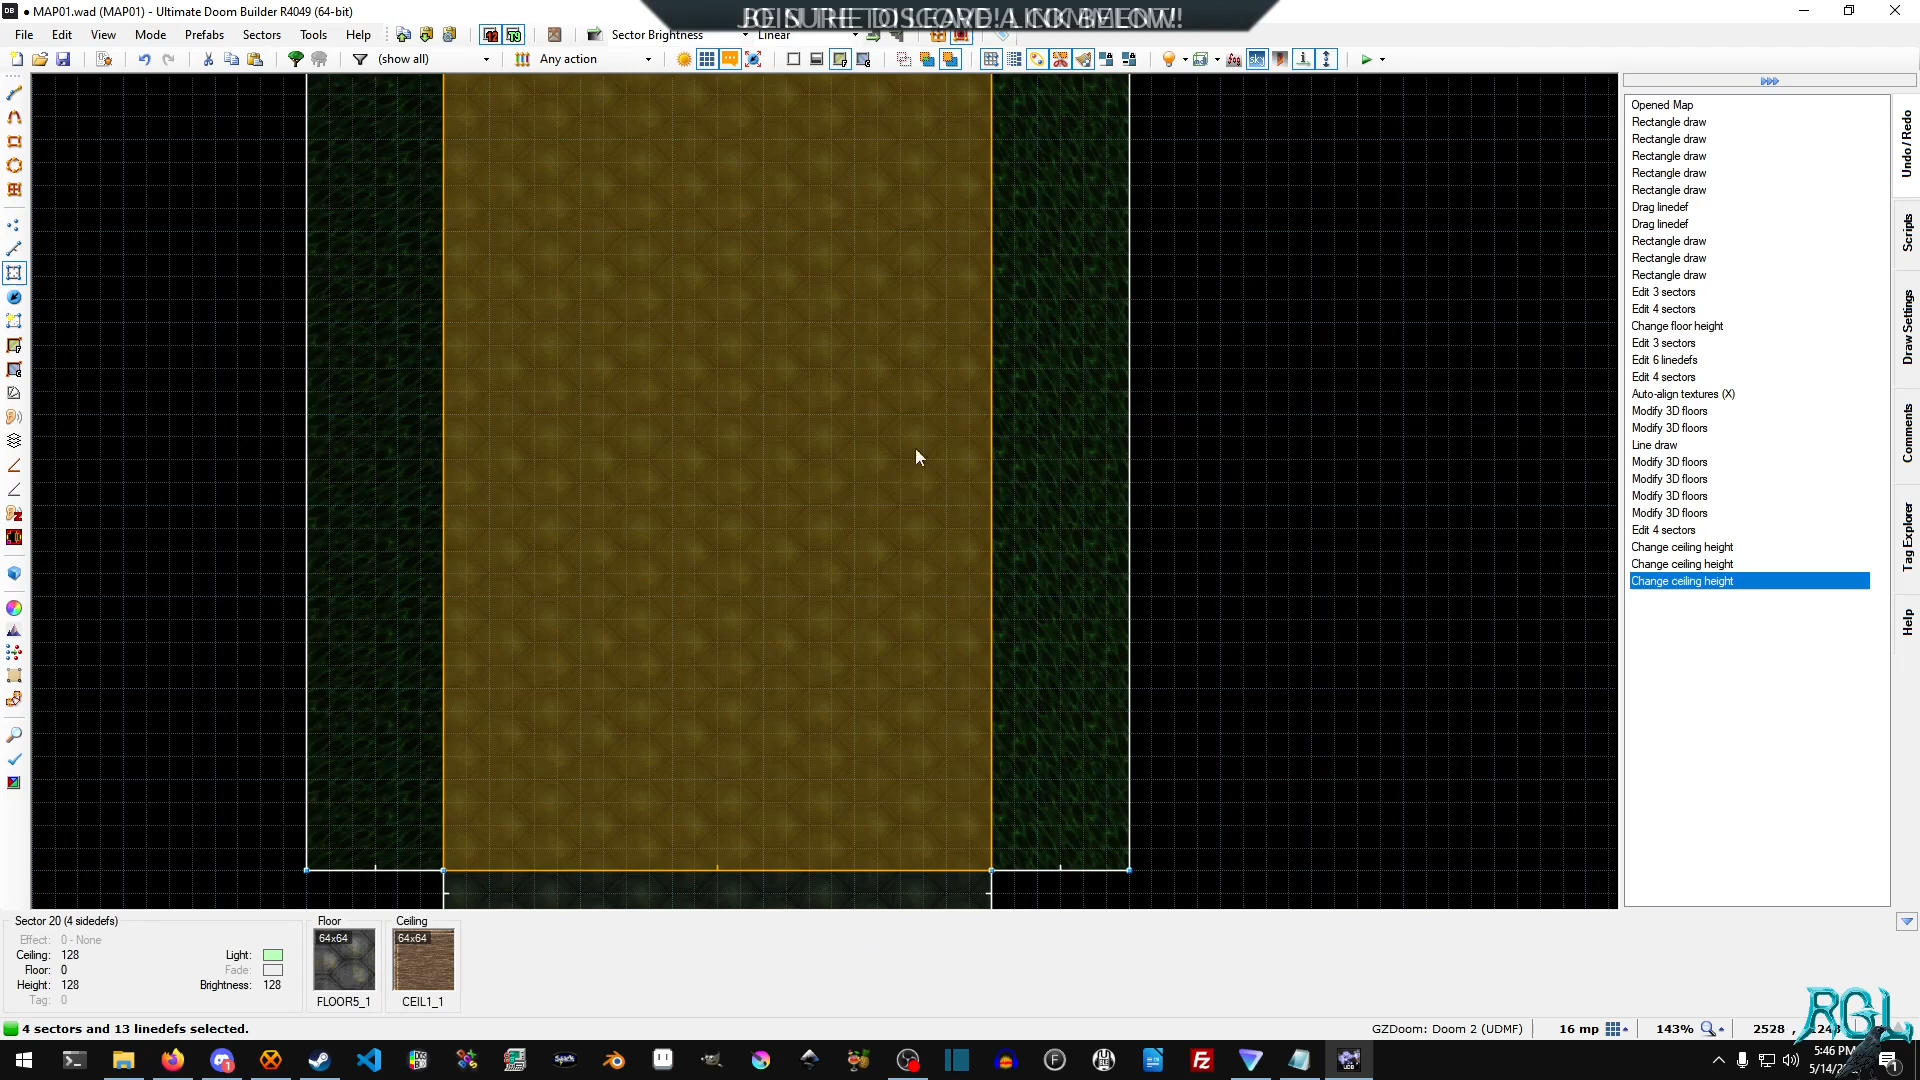 MAP01.wad (MAP01) - Ultimate Doom Builder R4049 (64-bit)
File Edit View Mode Prefabs Sectors Tools Help
Sector Brightness
Linear
(show all)
Any action
Opened Map
Rectangle draw
Rectangle draw
Rectangle draw
Rectangle draw
Rectangle draw
Drag linedef
Drag linedef
Rectangle draw
Rectangle draw
Rectangle draw
Edit 3 sectors
Edit 4 sectors
Change floor height
Edit 3 sectors
Edit 6 linedefs
Edit 4 sectors
Auto-align textures (X)
Modify 3D floors
Modify 3D floors
Line draw
Modify 3D floors
Modify 3D floors
Modify 3D floors
Modify 3D floors
Edit 4 sectors
Change ceiling height
Change ceiling height
Change ceiling height
Undo / Redo
Scripts
Draw Settings
Comments
Tag Explorer
Help
Sector 20 (4 sidedefs)
Effect: 0 - None
Ceiling: 128
Light:
Floor: 0
Fade:
Height: 128
Brightness: 128
Tag: 0
Floor
64x64
FLOOR5_1
Ceiling
64x64
CEIL1_1
4 sectors and 13 linedefs selected.
GZDoom: Doom 2 (UDMF)
16 mp
143%
2528 ,
RGL
5:46 PM